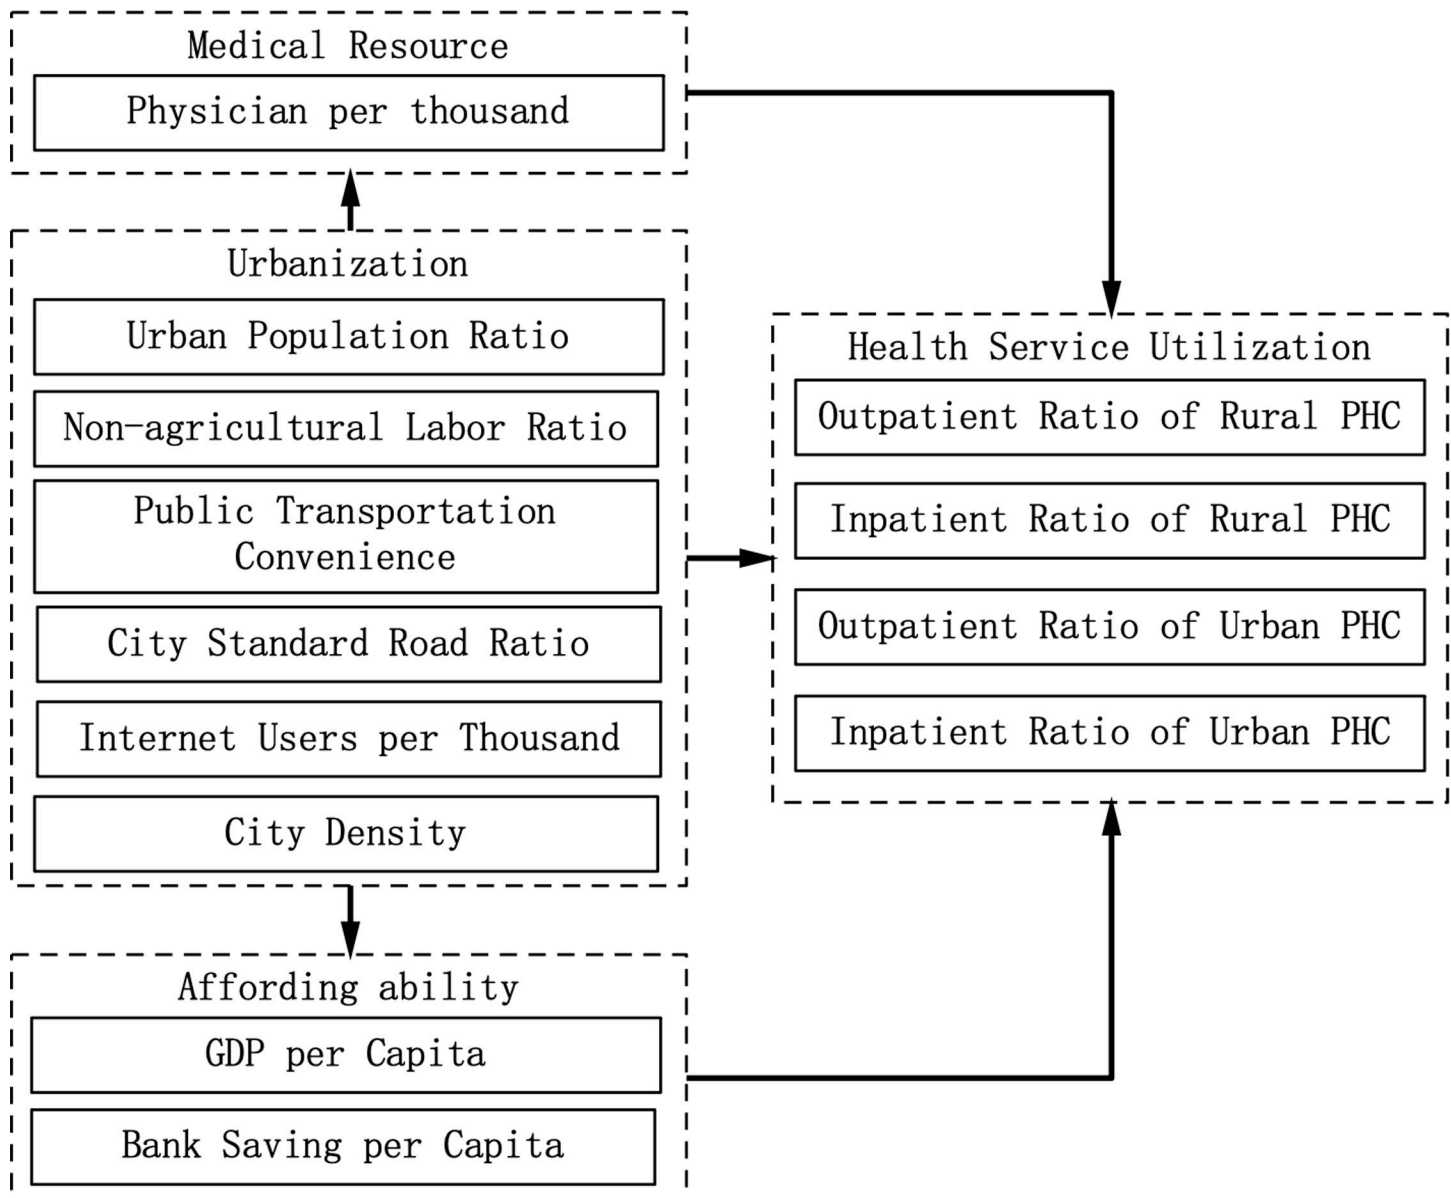 Medical Resource
Physician per thousand
Urbanization
Urban Population Ratio
Non-agricultural Labor Ratio
Public Transportation
Convenience
City Standard Road Ratio
Internet Users per Thousand
City Density
Affording ability
GDP per Capita
Bank Saving per Capita
Health Service Utilization
Outpatient Ratio of Rural PHC
Inpatient Ratio of Rural PHC
Outpatient Ratio of Urban PHC
Inpatient Ratio of Urban PHC